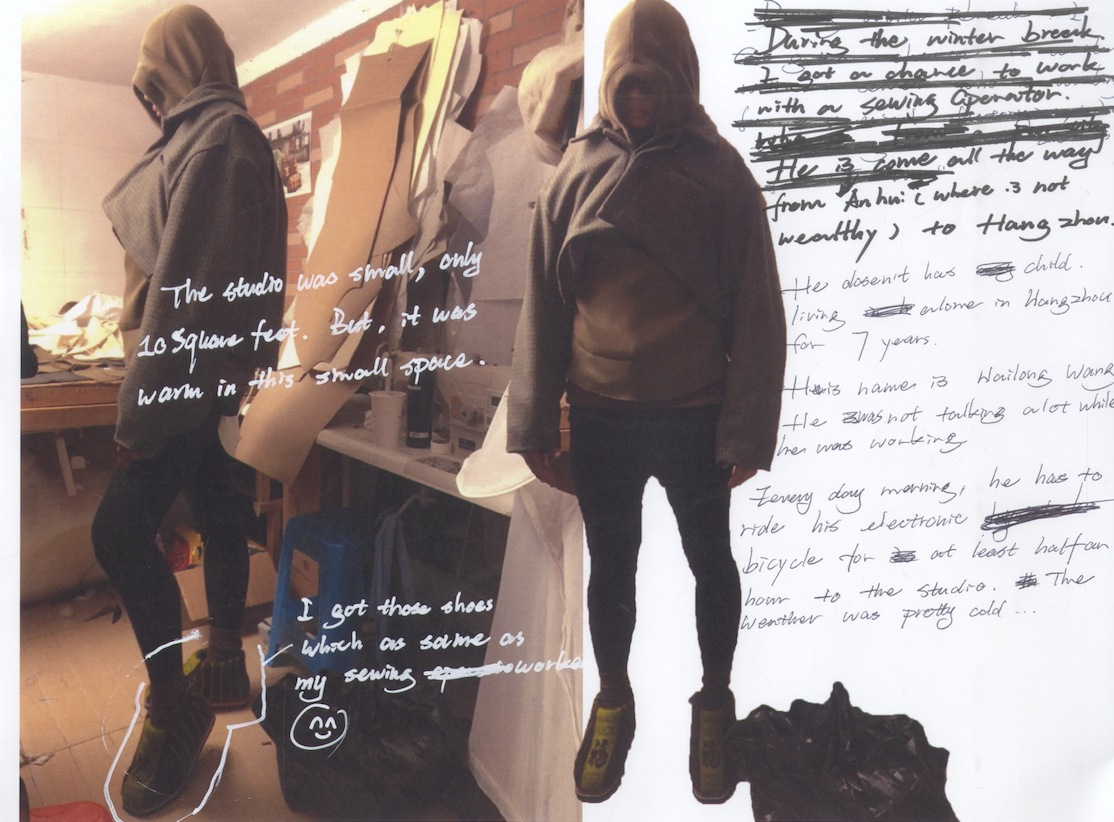 The studio was small, only
10 square feet. But, it was
warm in this small space.
I got those shoes
which as same as
my sewing worke
福
福
During the winter break
I got a chance to work
with a sewing operator.
He is come all the way
from Anhui ( where is not
wealthy ) to Hangzhou.
He dosen't has child.
living alone in Hangzhou
for 7 years.
His name is Hailong Wang
He was not talking alot while
he was working
Every day morning, he has to
ride his electronic
bicycle for at least half an
hour to the studio. The
weather was pretty cold ...